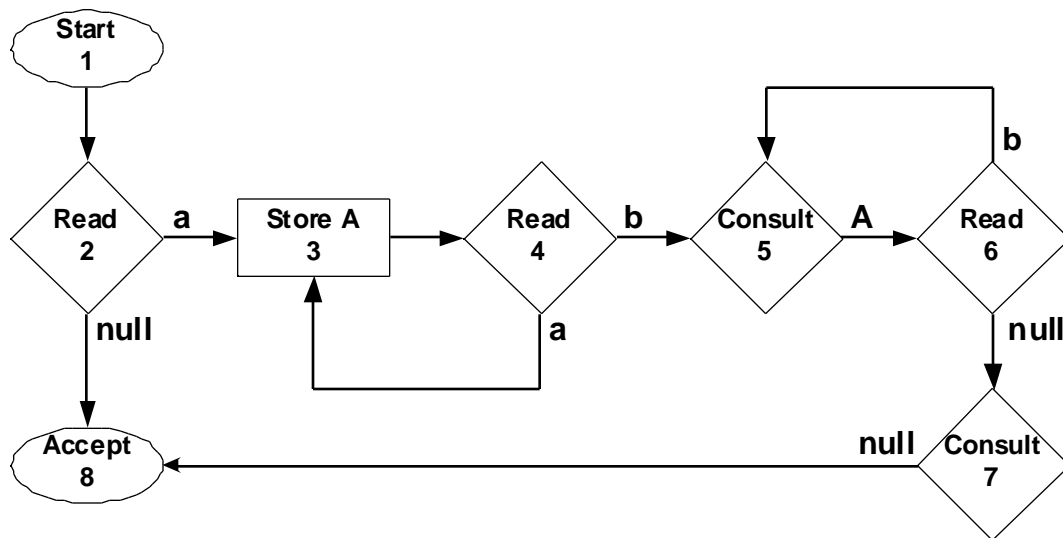 Start
1
b
Read
2
a
Store A
3
Read
4
b
Consult
5
A
Read
6
null
a
null
Accept
8
null
Consult
7